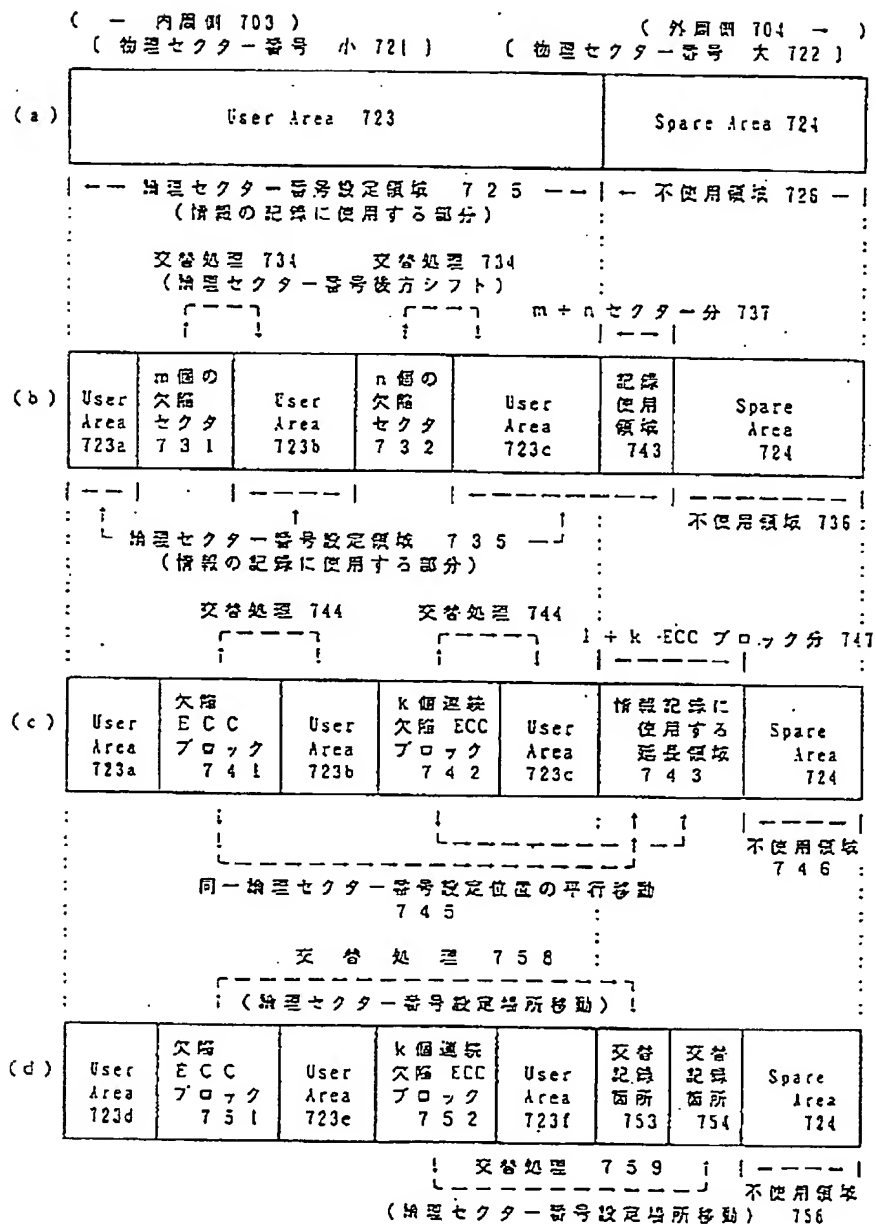 ( ← 内周側 703 )
( 外周側 704 → )
( 物理セクター番号 小 721 )
( 物理セクター番号 大 722 )
(a)
User Area 723
Spare Area 724
|←-- 論理セクター番号設定領域 725 --→|← 不使用領域 726 -|
(情報の記録に使用する部分)
交替処理 734
交替処理 734
(論理セクター番号後方シフト)
m + n セクター分 737
(b)
User
Area
723a
m個の
欠陥
セクタ
731
User
Area
723b
n個の
欠陥
セクタ
732
User
Area
723c
記録
使用
領域
743
Spare
Area
724
不使用領域 736
論理セクター番号設定領域 735
(情報の記録に使用する部分)
交替処理 744
交替処理 744
1 + k ECC ブロック分 747
(c)
User
Area
723a
欠陥
ECC
ブロック
741
User
Area
723b
k個連続
欠陥 ECC
ブロック
742
User
Area
723c
情報記録に
使用する
延長領域
743
Spare
Area
724
不使用領域
746
同一論理セクター番号設定位置の平行移動
745
交替処理 758
(論理セクター番号設定場所移動)
(d)
User
Area
723d
欠陥
ECC
ブロック
751
User
Area
723e
k個連続
欠陥 ECC
ブロック
752
User
Area
723f
交替
記録
箇所
753
交替
記録
箇所
754
Spare
Area
724
交替処理 759
不使用領域
(論理セクター番号設定場所移動)
756